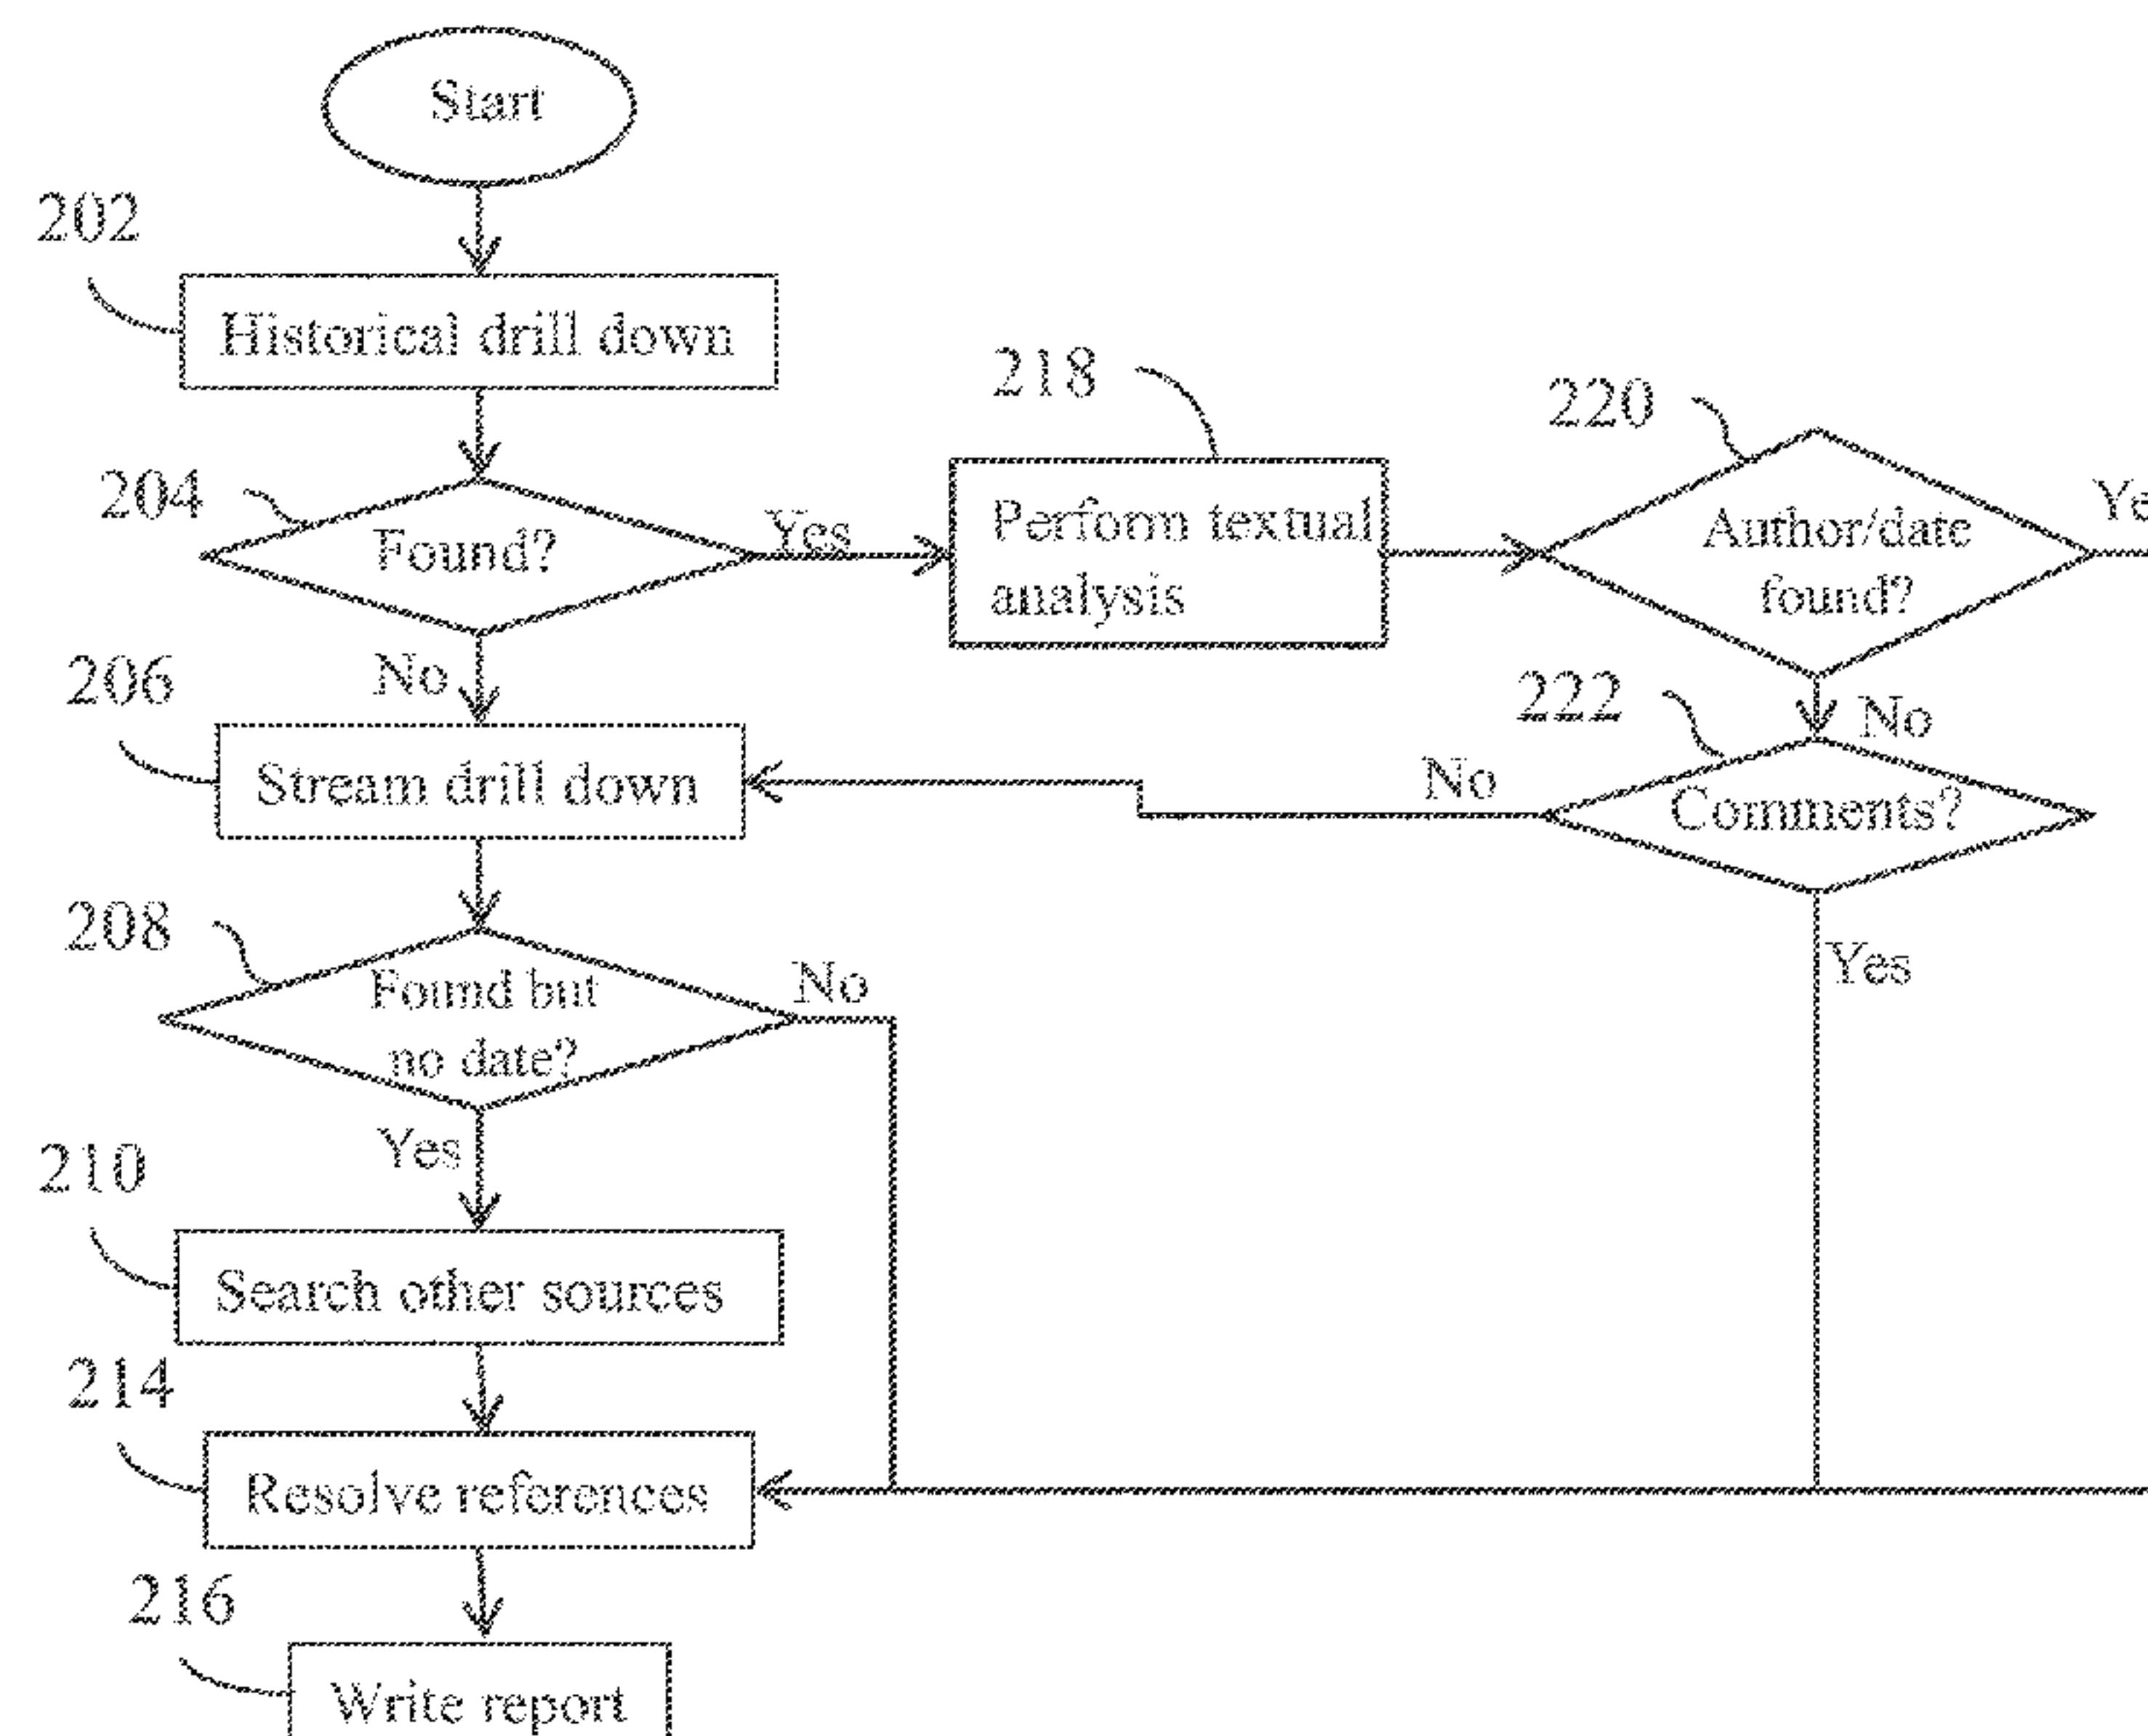 Start
202
Historical drill down
218
220
204
Found?
Yes
Perform textual
analysis
Author/date
found?
Ye
No
206
222
No
Stream drill down
No
Comments?
208
Found but
no date?
No
Yes
Yes
210
Search other sources
214
Resolve references
216
Write report